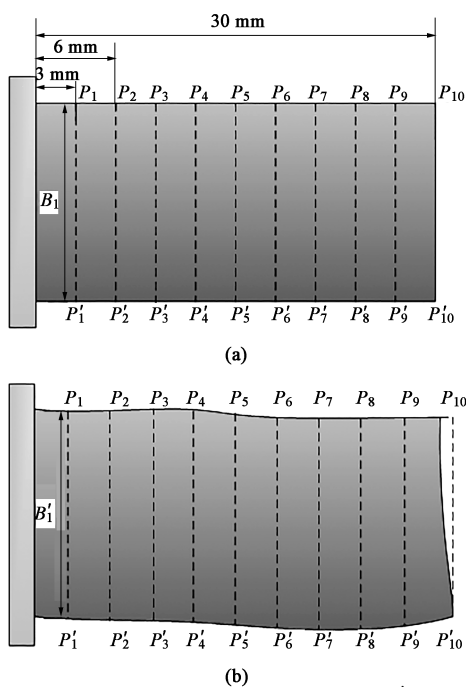 30 mm
6 mm
3 mm
P₁ P₂ P₃ P₄ P₅ P₆ P₇ P₈ P₉ P₁₀
B₁
P′₁ P′₂ P′₃ P′₄ P′₅ P′₆ P′₇ P′₈ P′₉ P′₁₀
(a)
P₁ P₂ P₃ P₄ P₅ P₆ P₇ P₈ P₉ P₁₀
B′₁
P′₁ P′₂ P′₃ P′₄ P′₅ P′₆ P′₇ P′₈ P′₉ P′₁₀
(b)